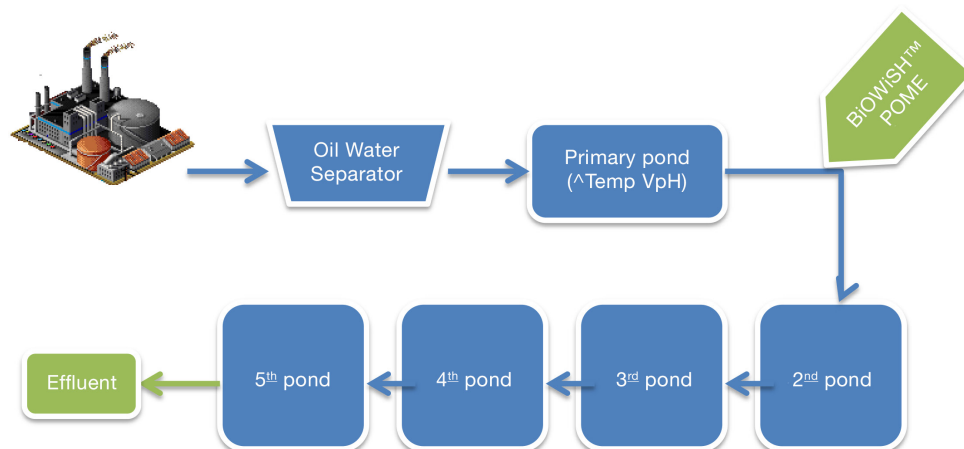 BiOWiSH™
POME
Oil Water
Separator
Primary pond
(^Temp VpH)
Effluent
5th pond
4th pond
3rd pond
2nd pond